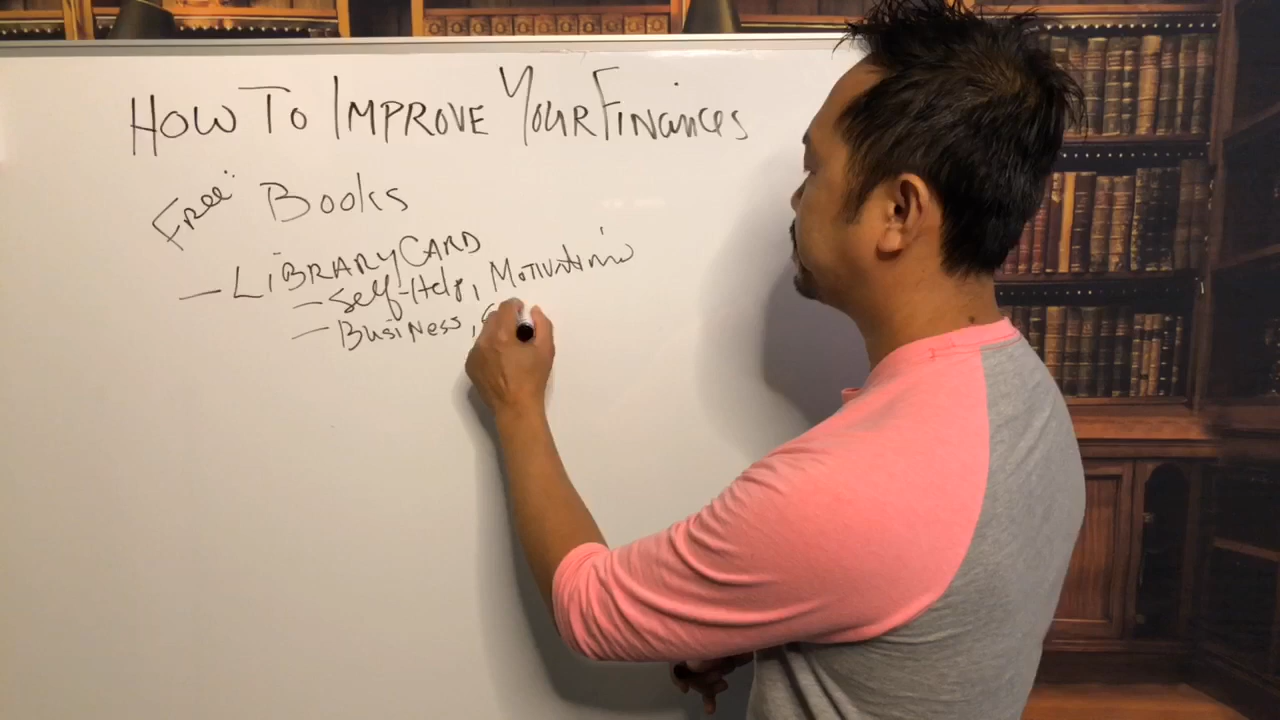 HOW TO IMPROVE YOUR FINANCES
Free: Books
- LIBRARY CARD
- Self-Help, Motivation
- Business,